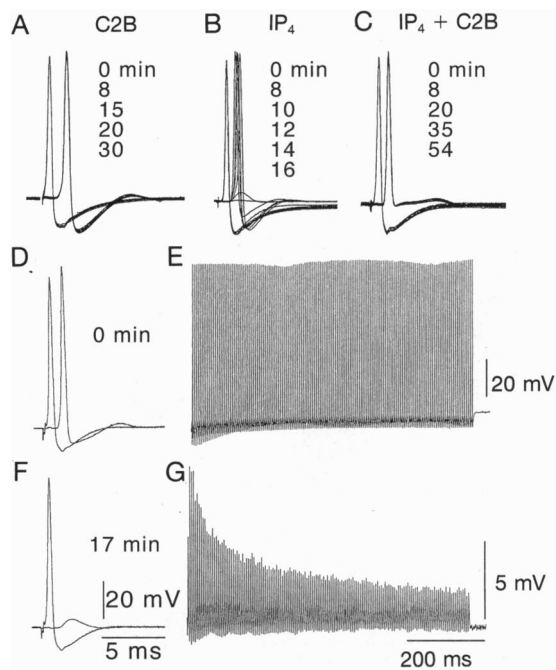 A C2B
0 min
8
15
20
30
B IP₄
0 min
8
10
12
14
16
C IP₄ + C2B
0 min
8
20
35
54
D
0 min
E
20 mV
F
17 min
20 mV
5 ms
G
5 mV
200 ms